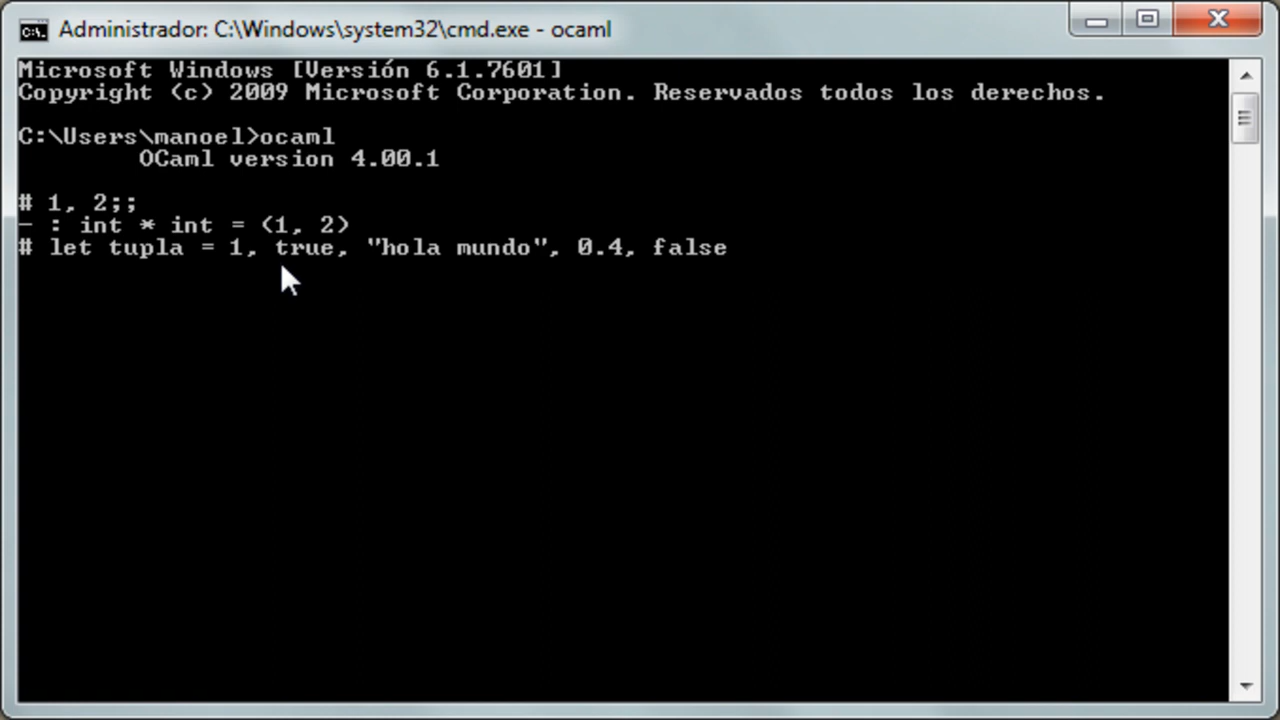 Administrador: C:\Windows\system32\cmd.exe - ocaml
Microsoft Windows [Versión 6.1.7601]
Copyright (c) 2009 Microsoft Corporation. Reservados todos los derechos.
C:\Users\manoel>ocaml
OCaml version 4.00.1
# 1, 2;;
- : int * int = (1, 2)
# let tupla = 1, true, "hola mundo", 0.4, false